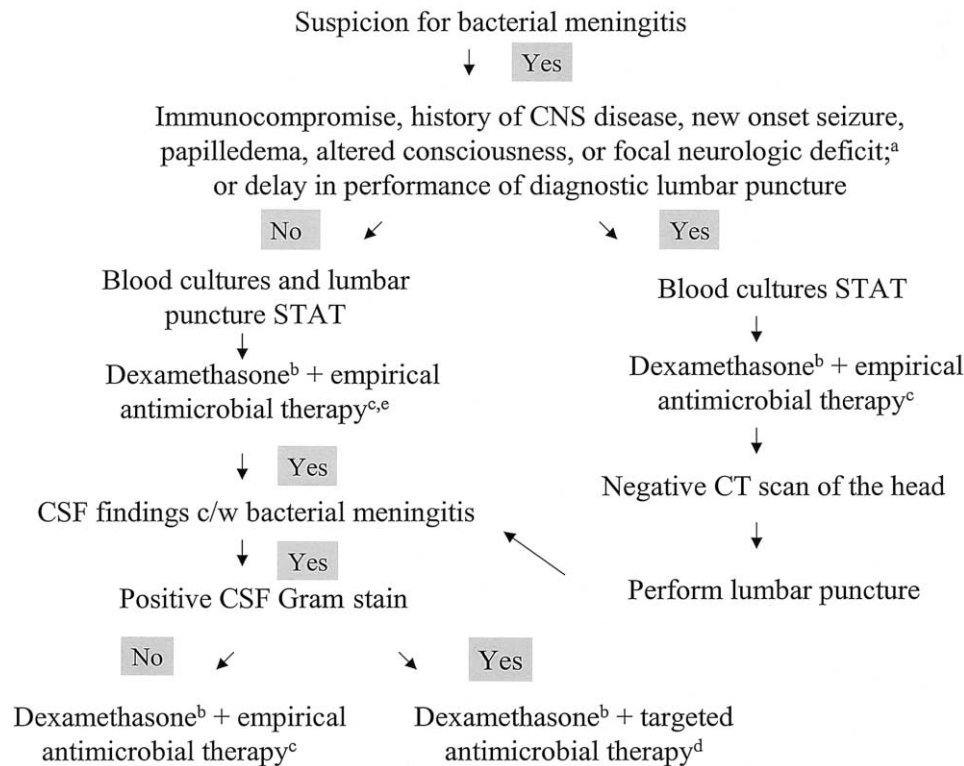 Suspicion for bacterial meningitis
Yes
Immunocompromise, history of CNS disease, new onset seizure,
papilledema, altered consciousness, or focal neurologic deficit;ᵃ
or delay in performance of diagnostic lumbar puncture
No
Yes
Blood cultures and lumbar
puncture STAT
Blood cultures STAT
Dexamethasoneᵇ + empirical
antimicrobial therapyᶜ,ᵉ
Dexamethasoneᵇ + empirical
antimicrobial therapyᶜ
Yes
Negative CT scan of the head
CSF findings c/w bacterial meningitis
Yes
Perform lumbar puncture
Positive CSF Gram stain
No
Yes
Dexamethasoneᵇ + empirical
antimicrobial therapyᶜ
Dexamethasoneᵇ + targeted
antimicrobial therapyᵈ